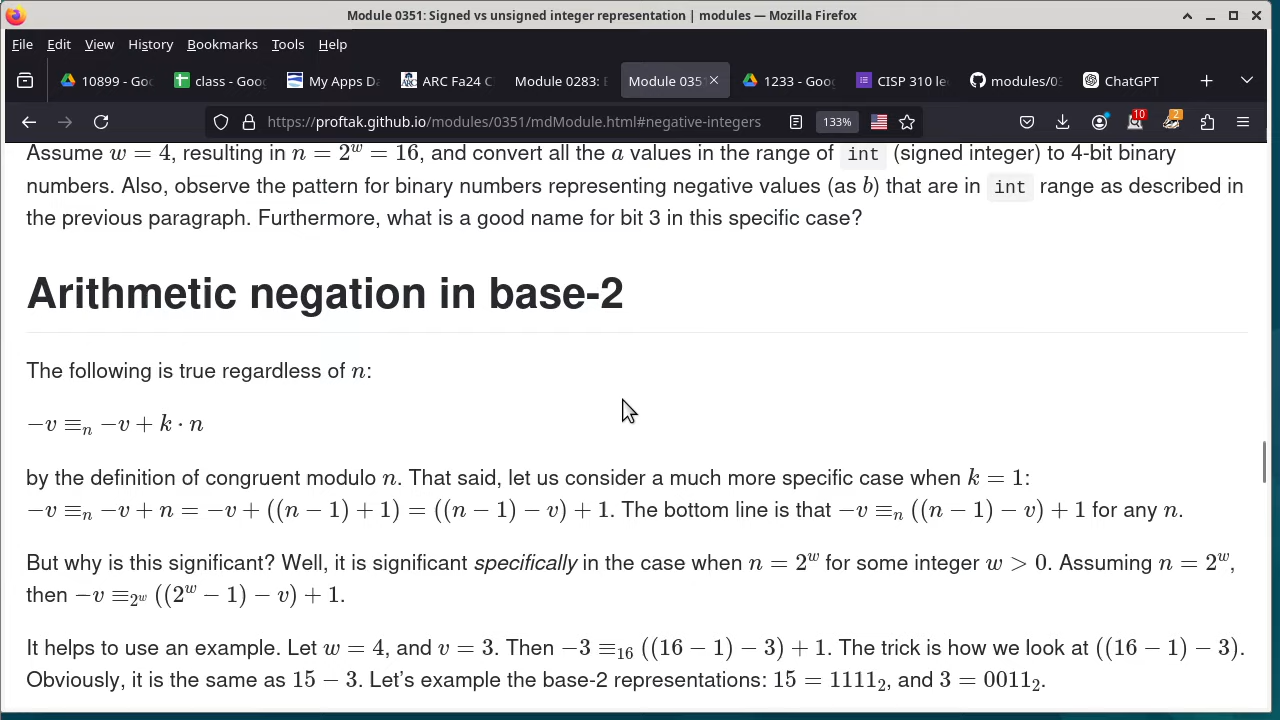 Module 0351: Signed vs unsigned integer representation | modules — Mozilla Firefox
File Edit View History Bookmarks Tools Help
10899 - Goo class - Goog My Apps Da ARC Fa24 C Module 0283: E Module 035 1233 - Goog CISP 310 le modules/03 ChatGPT
https://proftak.github.io/modules/0351/mdModule.html#negative-integers 133% 10 2
Assume w = 4, resulting in n = 2^w = 16, and convert all the a values in the range of int (signed integer) to 4-bit binary
numbers. Also, observe the pattern for binary numbers representing negative values (as b) that are in int range as described in
the previous paragraph. Furthermore, what is a good name for bit 3 in this specific case?
Arithmetic negation in base-2
The following is true regardless of n:
−v ≡ₙ −v + k · n
by the definition of congruent modulo n. That said, let us consider a much more specific case when k = 1:
−v ≡ₙ −v + n = −v + ((n − 1) + 1) = ((n − 1) − v) + 1. The bottom line is that −v ≡ₙ ((n − 1) − v) + 1 for any n.
But why is this significant? Well, it is significant specifically in the case when n = 2^w for some integer w > 0. Assuming n = 2^w,
then −v ≡_{2^w} ((2^w − 1) − v) + 1.
It helps to use an example. Let w = 4, and v = 3. Then −3 ≡₁₆ ((16 − 1) − 3) + 1. The trick is how we look at ((16 − 1) − 3).
Obviously, it is the same as 15 − 3. Let's example the base-2 representations: 15 = 1111₂, and 3 = 0011₂.